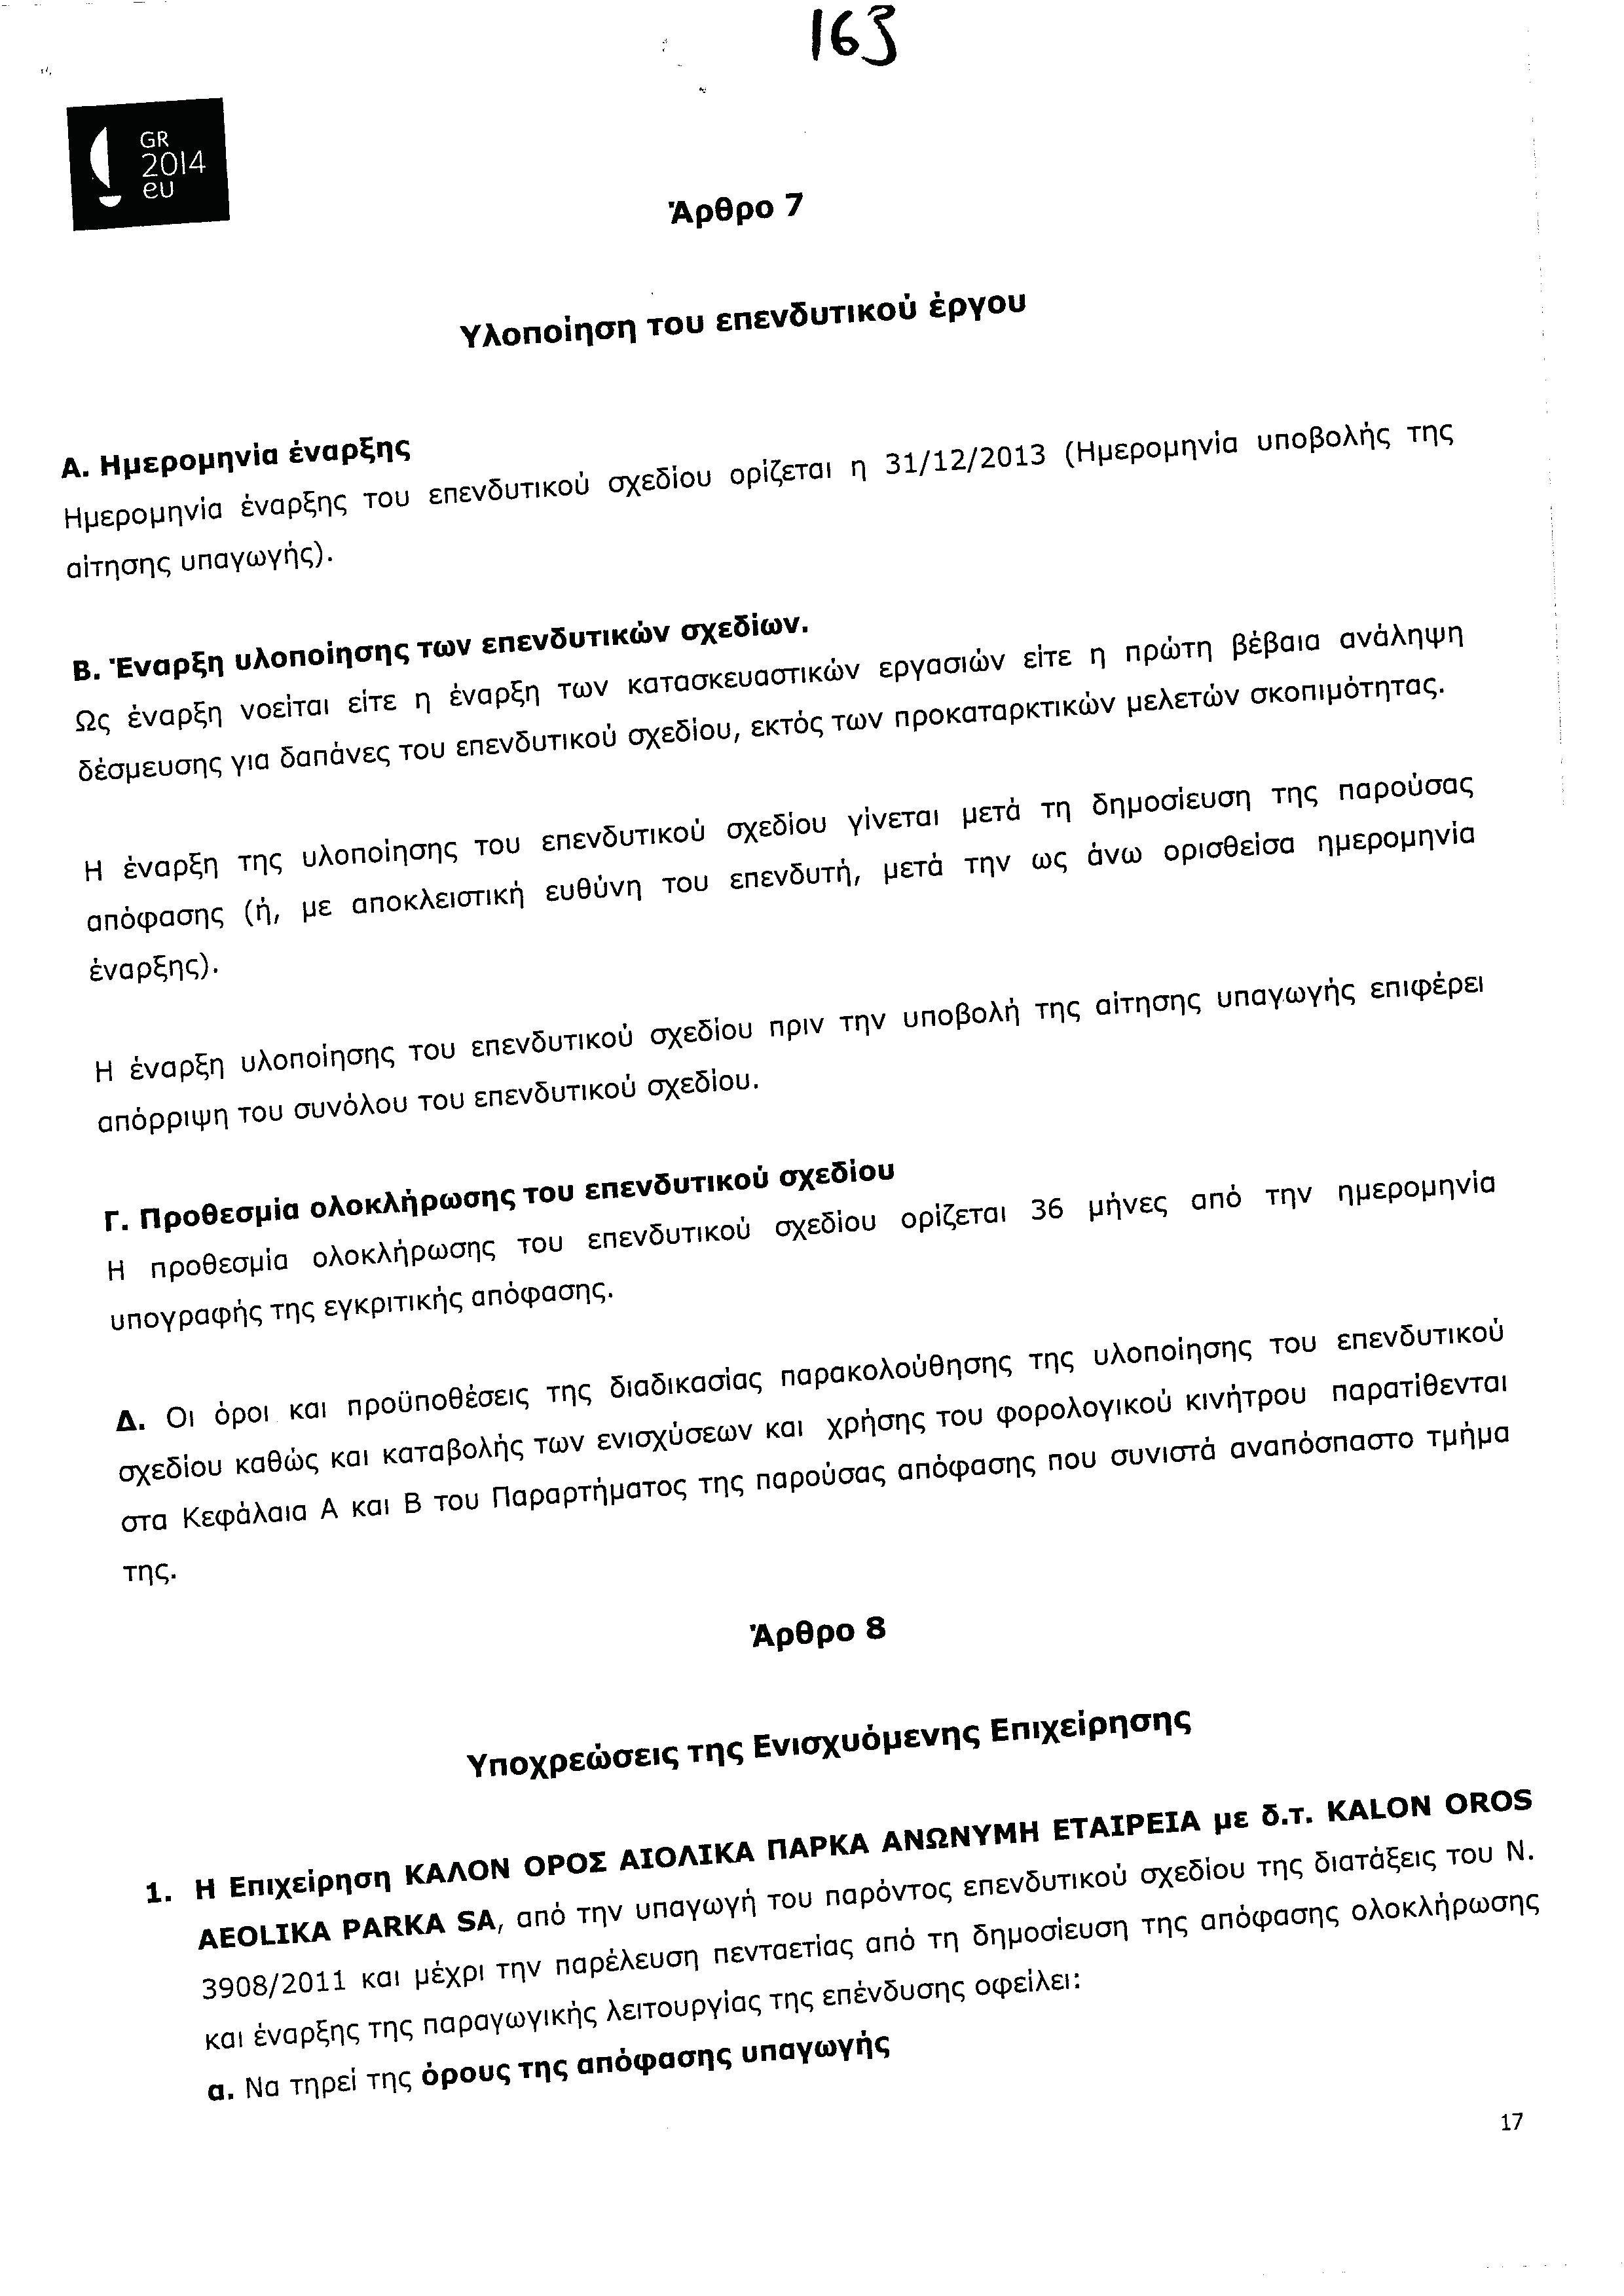 163
GR
2014
eu
Άρθρο 7
Υλοποίηση του επενδυτικού έργου
Α. Ημερομηνία έναρξης
Ημερομηνία έναρξης του επενδυτικού σχεδίου ορίζεται η 31/12/2013 (Ημερομηνία υποβολής της
αίτησης υπαγωγής).
Β. Έναρξη υλοποίησης των επενδυτικών σχεδίων.
Ως έναρξη νοείται είτε η έναρξη των κατασκευαστικών εργασιών είτε η πρώτη βέβαια ανάληψη
δέσμευσης για δαπάνες του επενδυτικού σχεδίου, εκτός των προκαταρκτικών μελετών σκοπιμότητας.
Η έναρξη της υλοποίησης του επενδυτικού σχεδίου γίνεται μετά τη δημοσίευση της παρούσας
απόφασης (ή, με αποκλειστική ευθύνη του επενδυτή, μετά την ως άνω ορισθείσα ημερομηνία
έναρξης).
Η έναρξη υλοποίησης του επενδυτικού σχεδίου πριν την υποβολή της αίτησης υπαγωγής επιφέρει
απόρριψη του συνόλου του επενδυτικού σχεδίου.
Γ. Προθεσμία ολοκλήρωσης του επενδυτικού σχεδίου
Η προθεσμία ολοκλήρωσης του επενδυτικού σχεδίου ορίζεται 36 μήνες από την ημερομηνία
υπογραφής της εγκριτικής απόφασης.
Δ. Οι όροι και προϋποθέσεις της διαδικασίας παρακολούθησης της υλοποίησης του επενδυτικού
σχεδίου καθώς και καταβολής των ενισχύσεων και χρήσης του φορολογικού κινήτρου παρατίθενται
στα Κεφάλαια Α και Β του Παραρτήματος της παρούσας απόφασης που συνιστά αναπόσπαστο τμήμα
της.
Άρθρο 8
Υποχρεώσεις της Ενισχυόμενης Επιχείρησης
1. Η Επιχείρηση ΚΑΛΟΝ ΟΡΟΣ ΑΙΟΛΙΚΑ ΠΑΡΚΑ ΑΝΩΝΥΜΗ ΕΤΑΙΡΕΙΑ με δ.τ. KALON OROS
AEOLIKA PARKA SA, από την υπαγωγή του παρόντος επενδυτικού σχεδίου της διατάξεις του Ν.
3908/2011 και μέχρι την παρέλευση πενταετίας από τη δημοσίευση της απόφασης ολοκλήρωσης
και έναρξης της παραγωγικής λειτουργίας της επένδυσης οφείλει:
α. Να τηρεί της όρους της απόφασης υπαγωγής
17